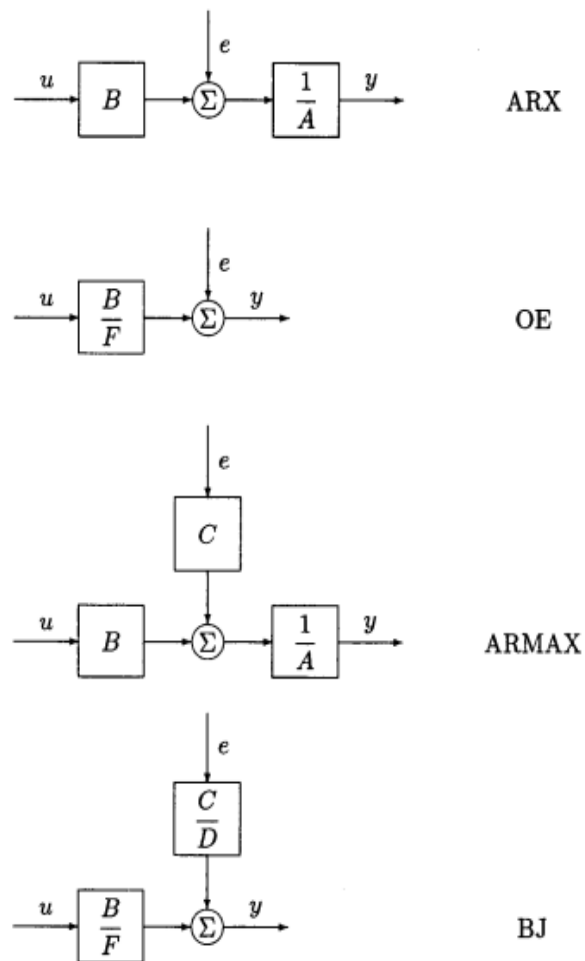 e
u B Σ 1/A y ARX
e
u B/F Σ y OE
e
C
u B Σ 1/A y ARMAX
e
C/D
u B/F Σ y BJ